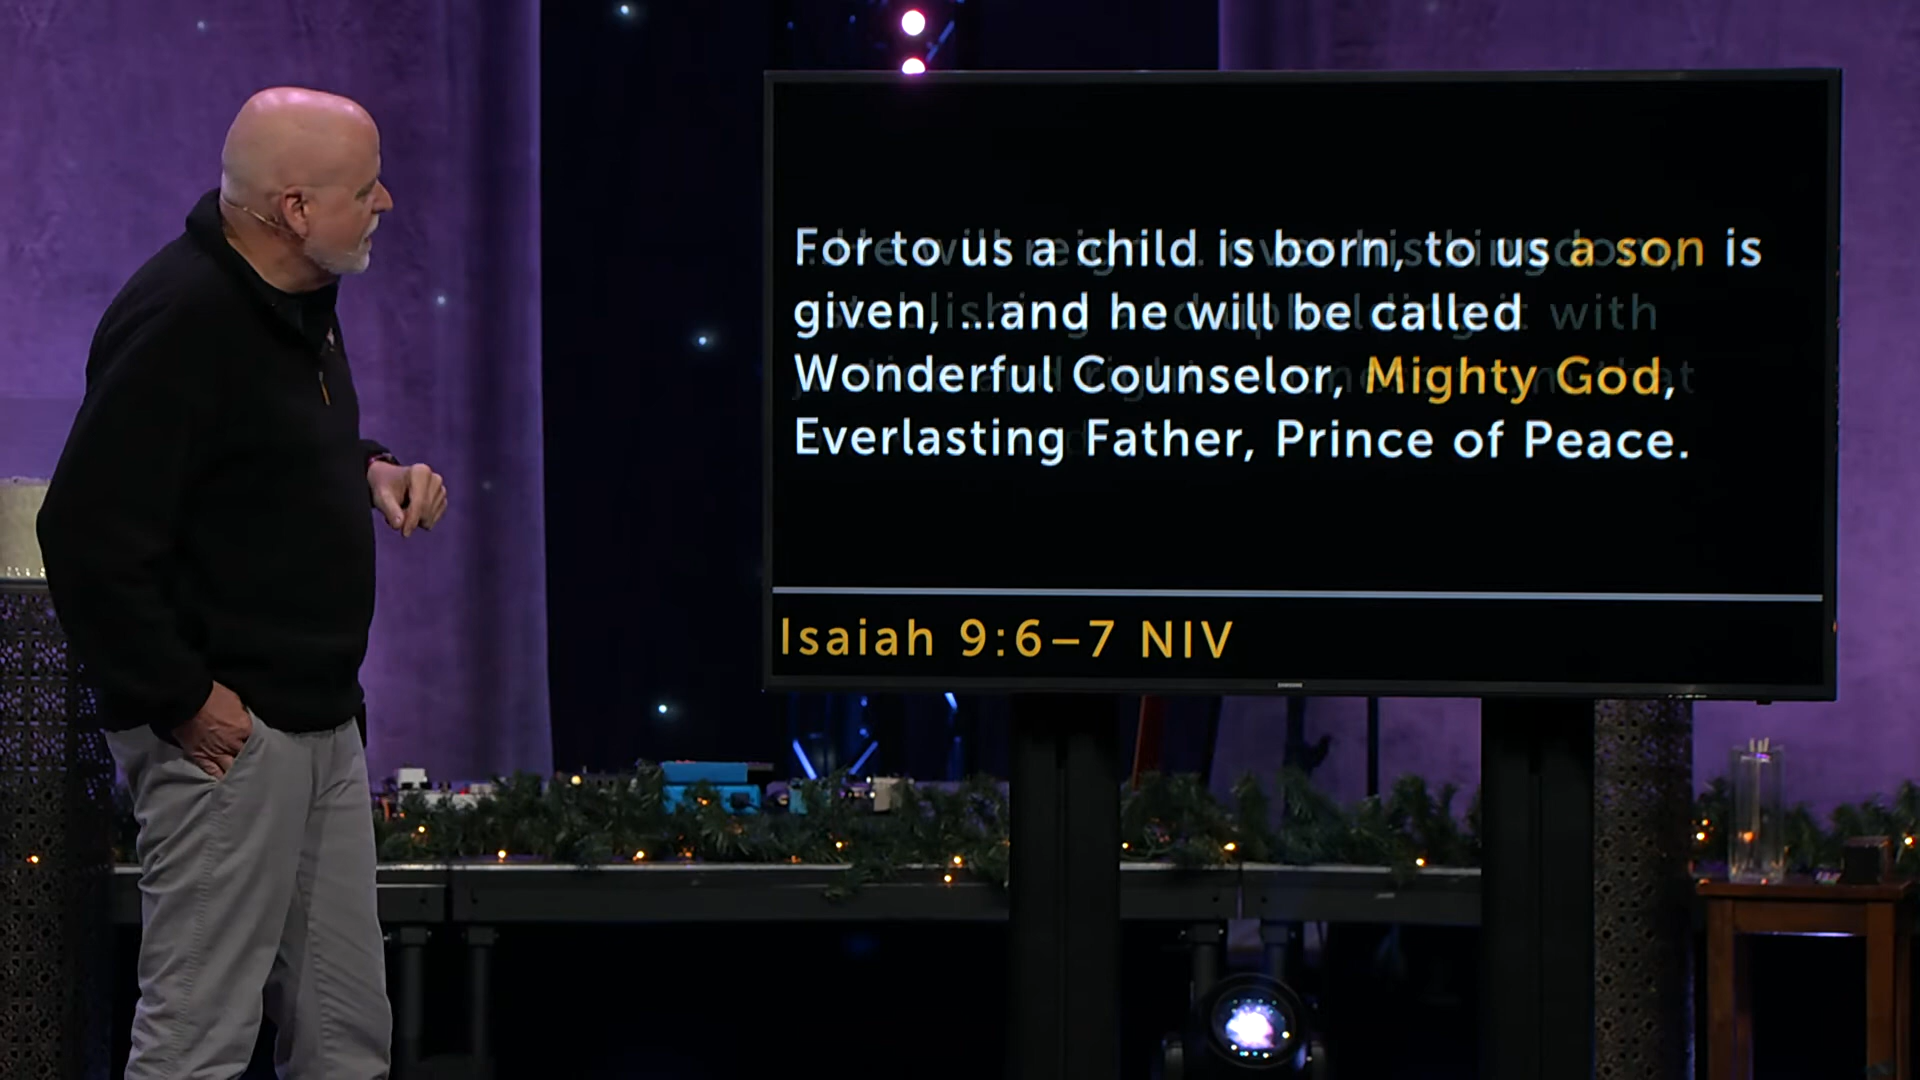 For to us a child is born, to us a son is
given, ...and he will be called
Wonderful Counselor, Mighty God,
Everlasting Father, Prince of Peace.
Isaiah 9:6–7 NIV
SAMSUNG